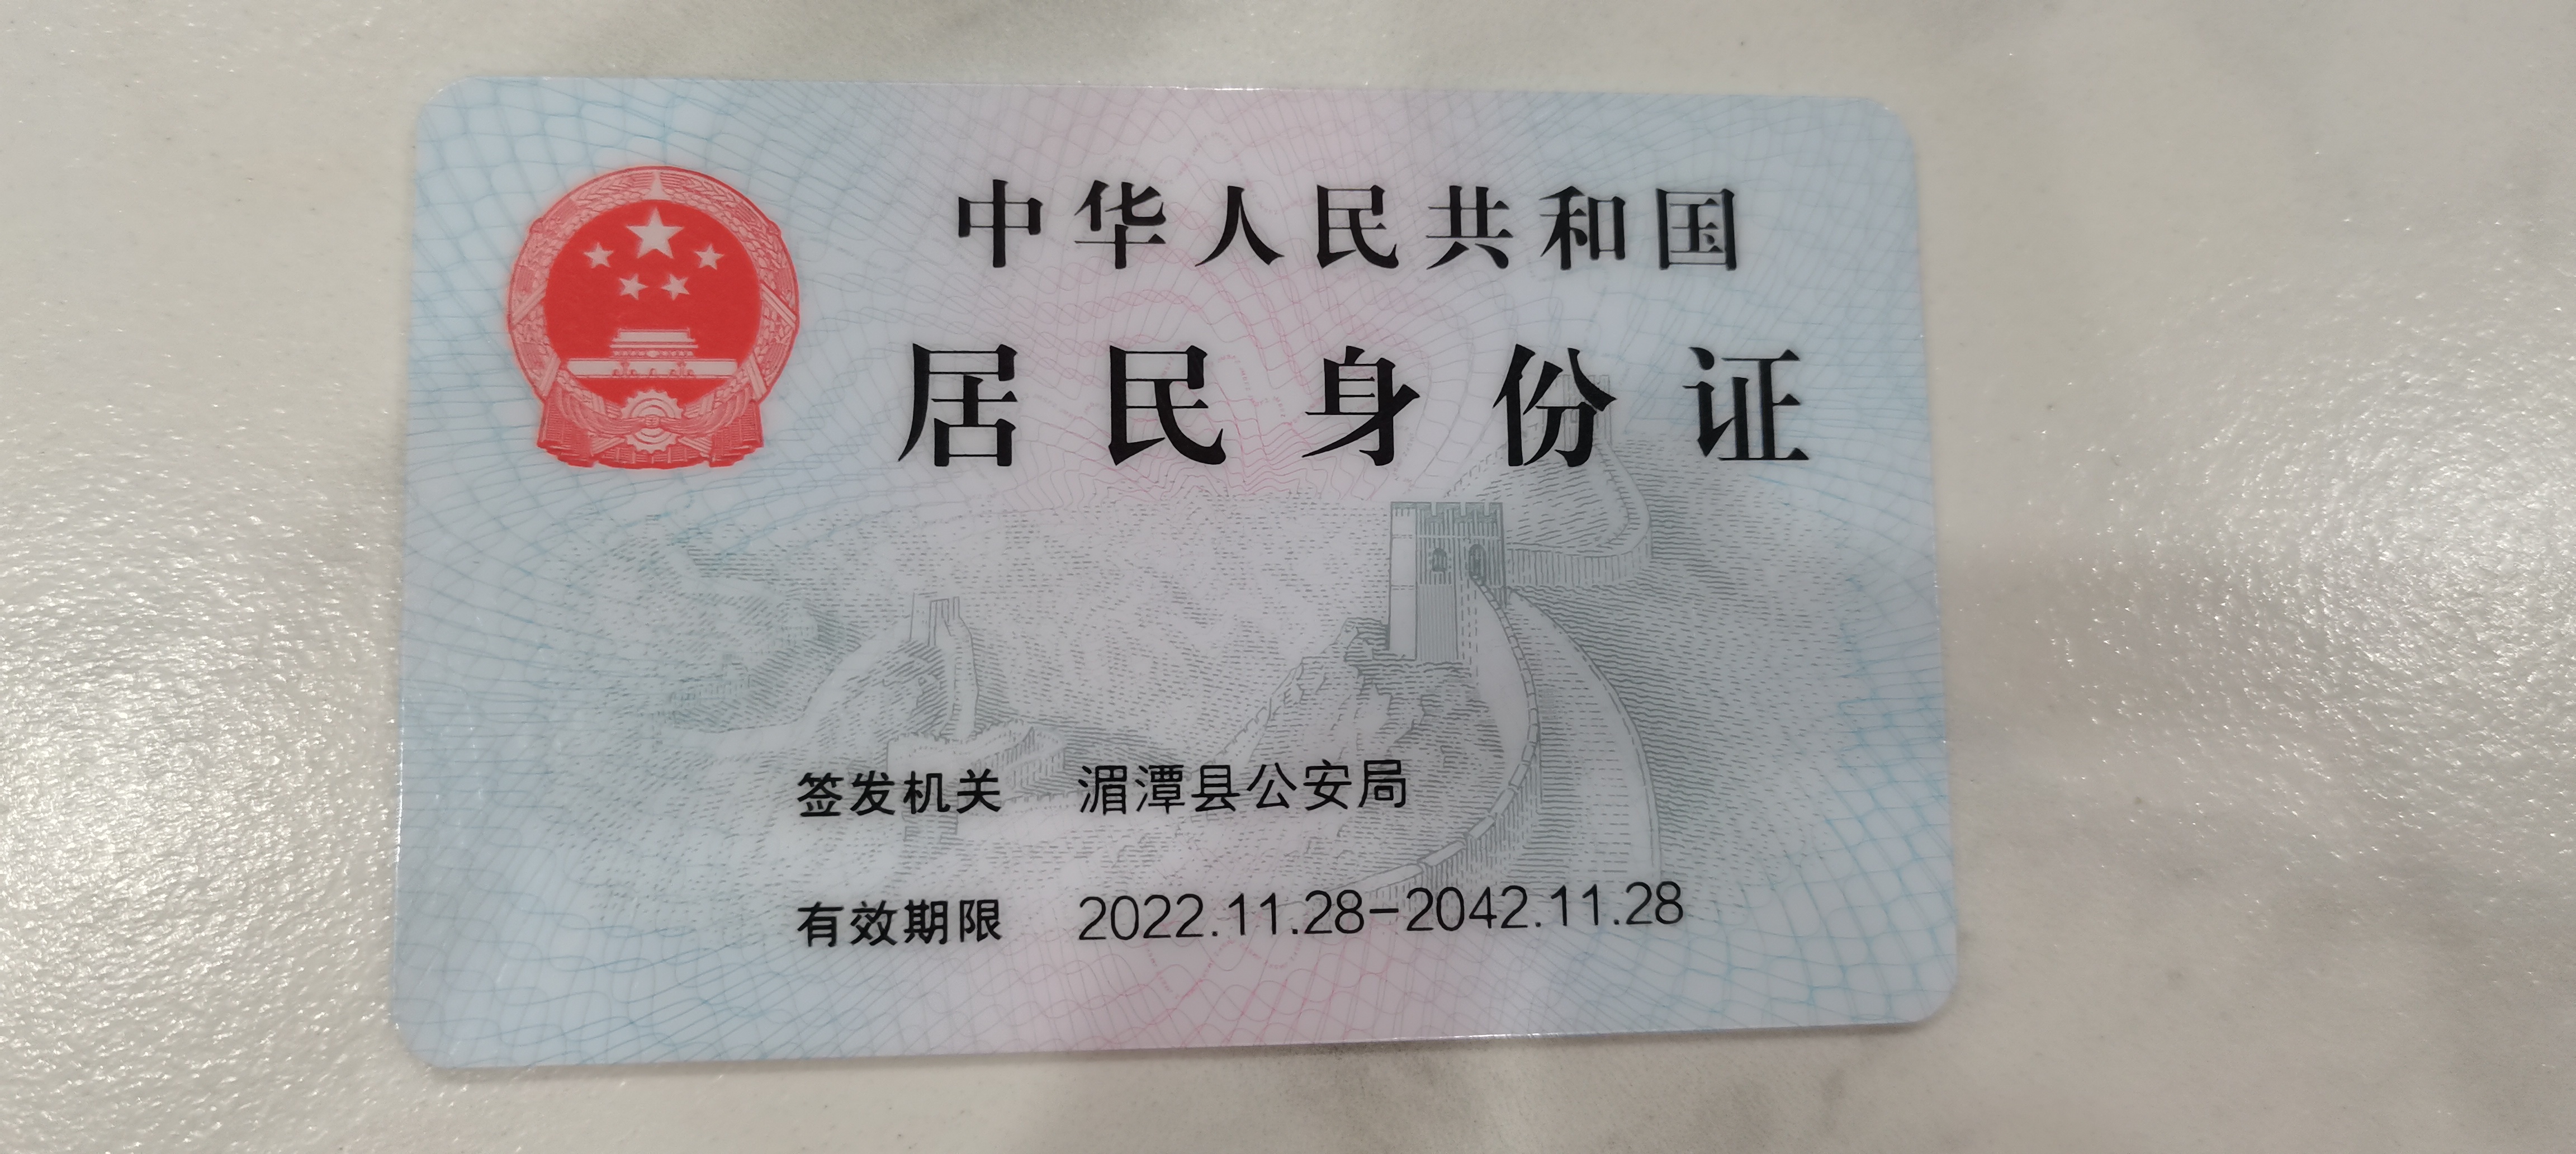 中华人民共和国
居民身份证
签发机关 湄潭县公安局
有效期限 2022.11.28-2042.11.28